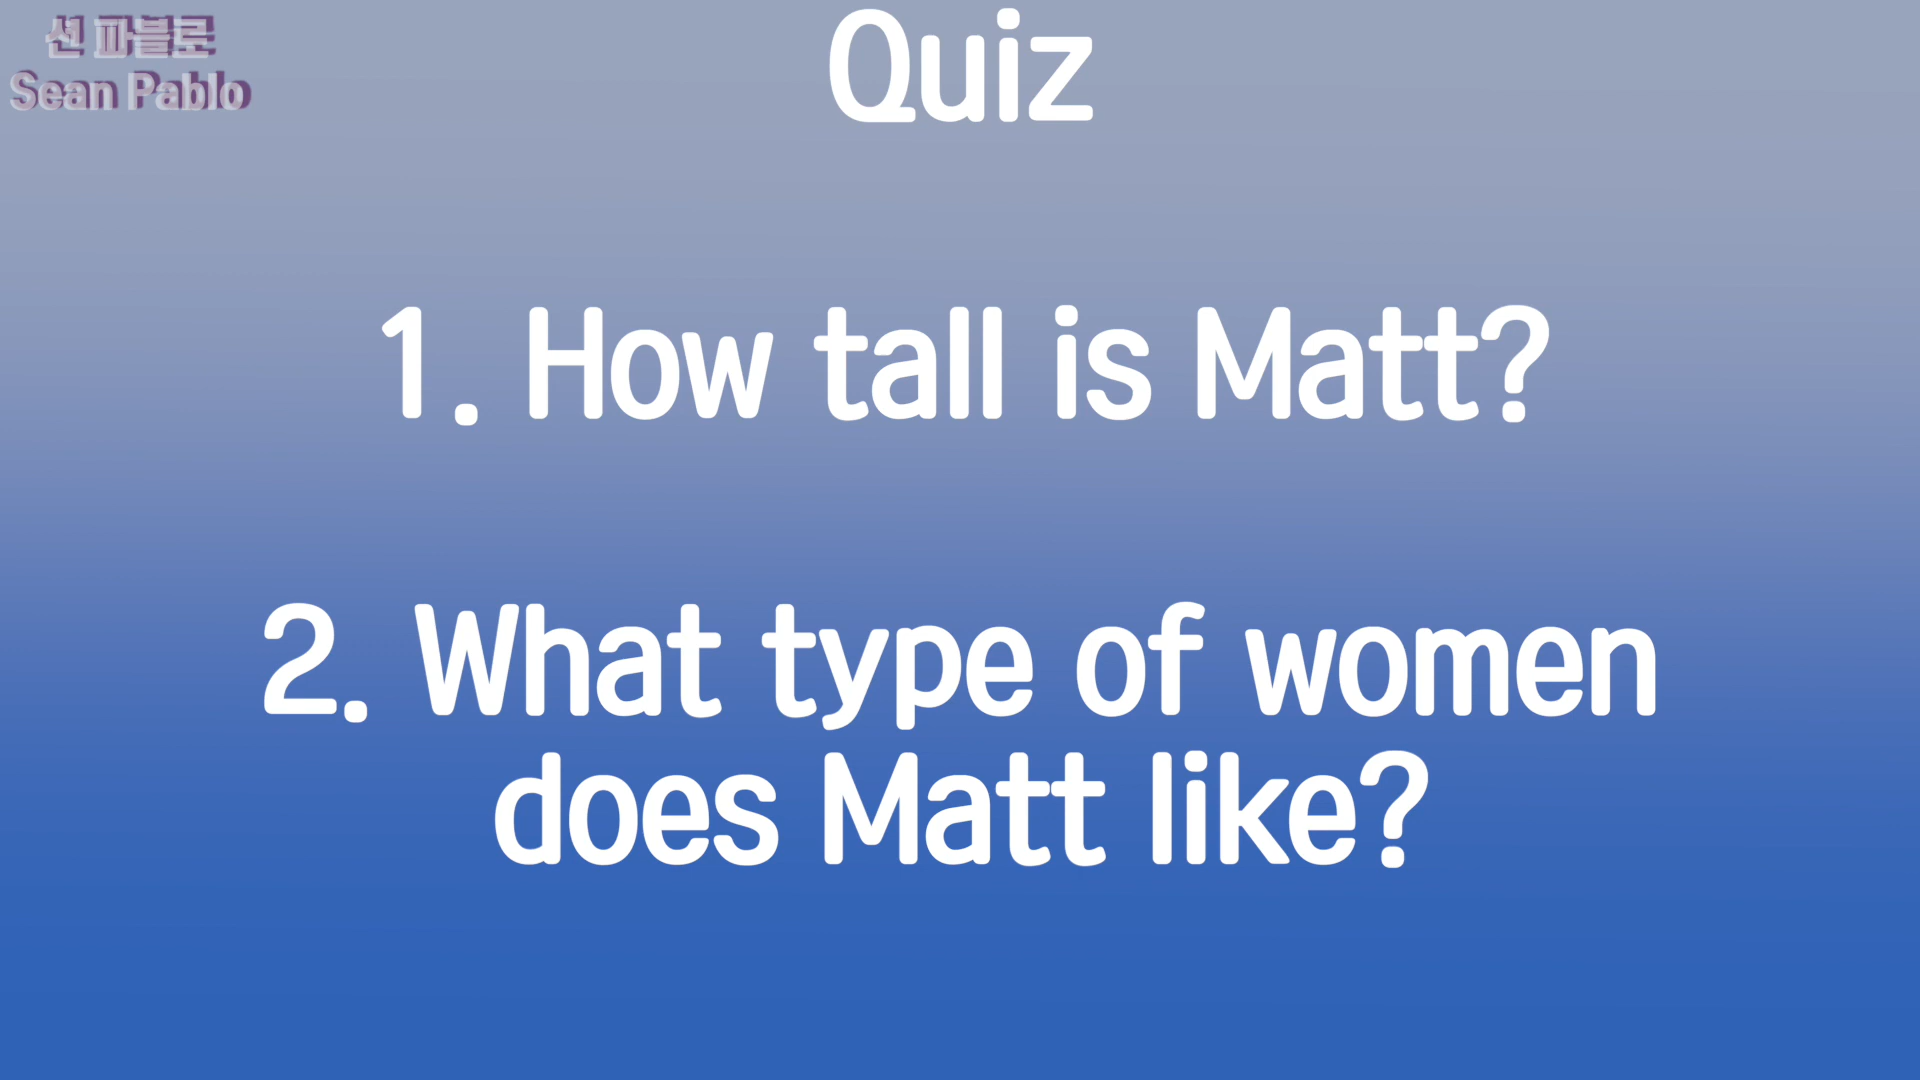 션 파블로
Sean Pablo
Quiz
1. How tall is Matt?
2. What type of women
does Matt like?